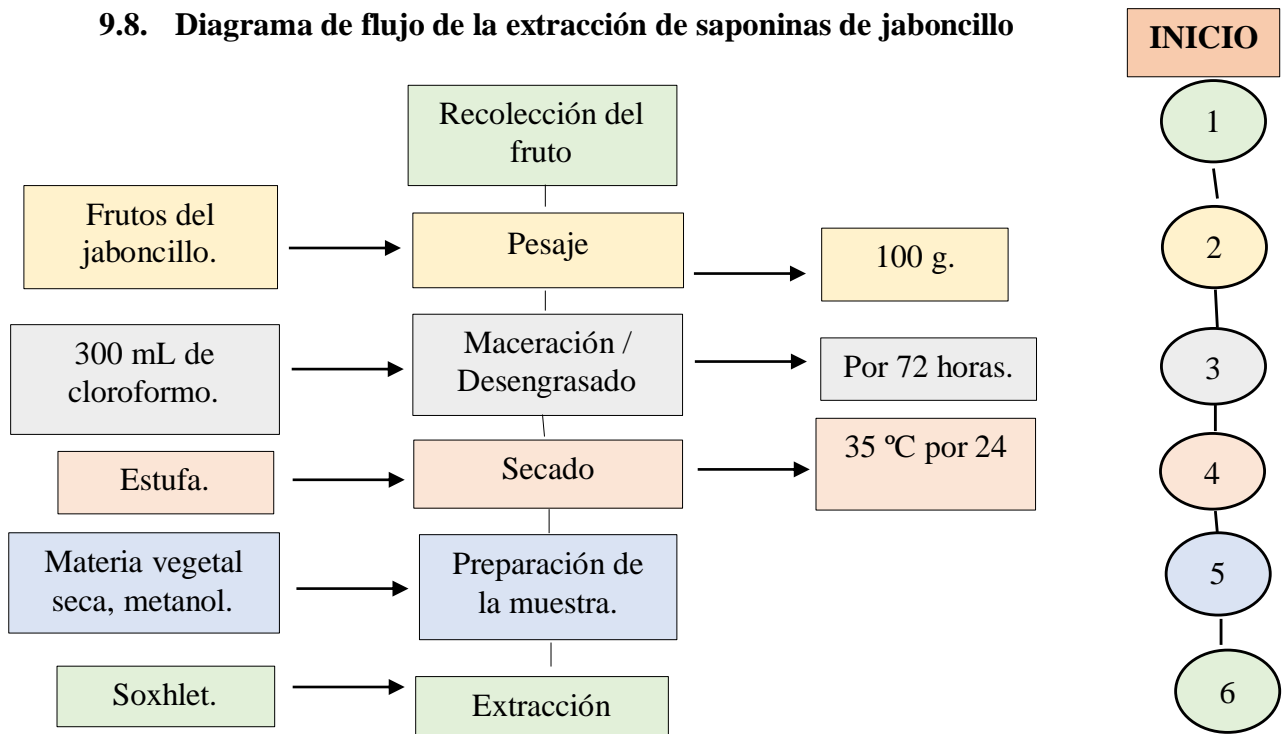 9.8. Diagrama de flujo de la extracción de saponinas de jaboncillo
INICIO
Recolección del
fruto
1
Frutos del
jaboncillo.
Pesaje
100 g.
2
300 mL de
cloroformo.
Maceración /
Desengrasado
Por 72 horas.
3
Estufa.
Secado
35 ºC por 24
4
Materia vegetal
seca, metanol.
Preparación de
la muestra.
5
Soxhlet.
Extracción
6